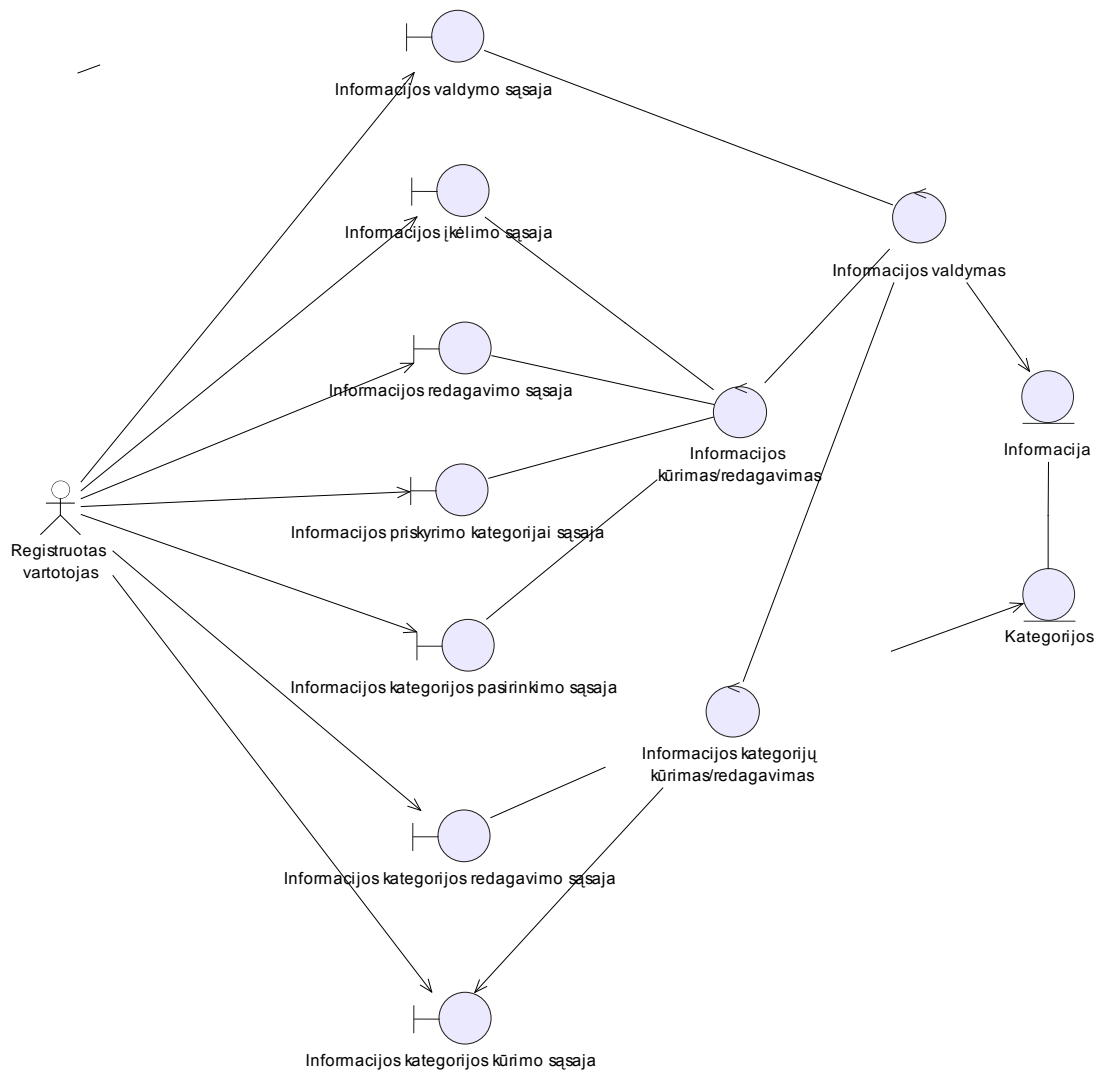 Informacijos valdymo sąsaja
Informacijos įkėlimo sąsaja
Informacijos valdymas
Informacijos redagavimo sąsaja
Informacijos
kūrimas/redagavimas
Informacija
Informacijos priskyrimo kategorijai sąsaja
Registruotas
vartotojas
Kategorijos
Informacijos kategorijos pasirinkimo sąsaja
Informacijos kategorijų
kūrimas/redagavimas
Informacijos kategorijos redagavimo sąsaja
Informacijos kategorijos kūrimo sąsaja